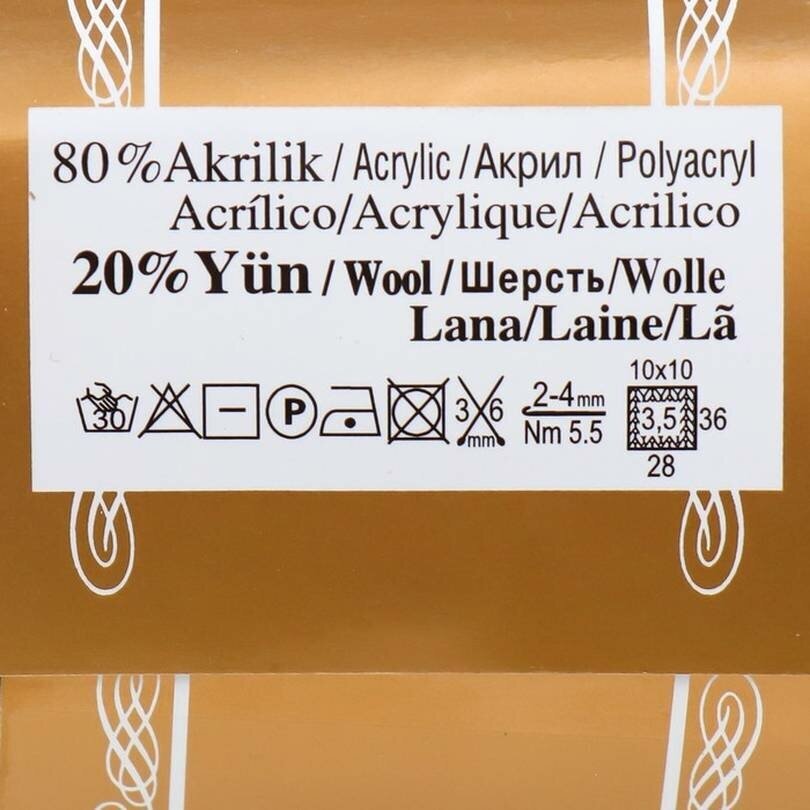 80%Akrilik / Acrylic / Акрил / Polyacryl
Acrílico/Acrylique/Acrilico
20%Yün / Wool / Шерсть/Wolle
Lana/Laine/Lã
10x10
30 P 3 6 mm 2-4mm Nm 5.5 3,5 36
28